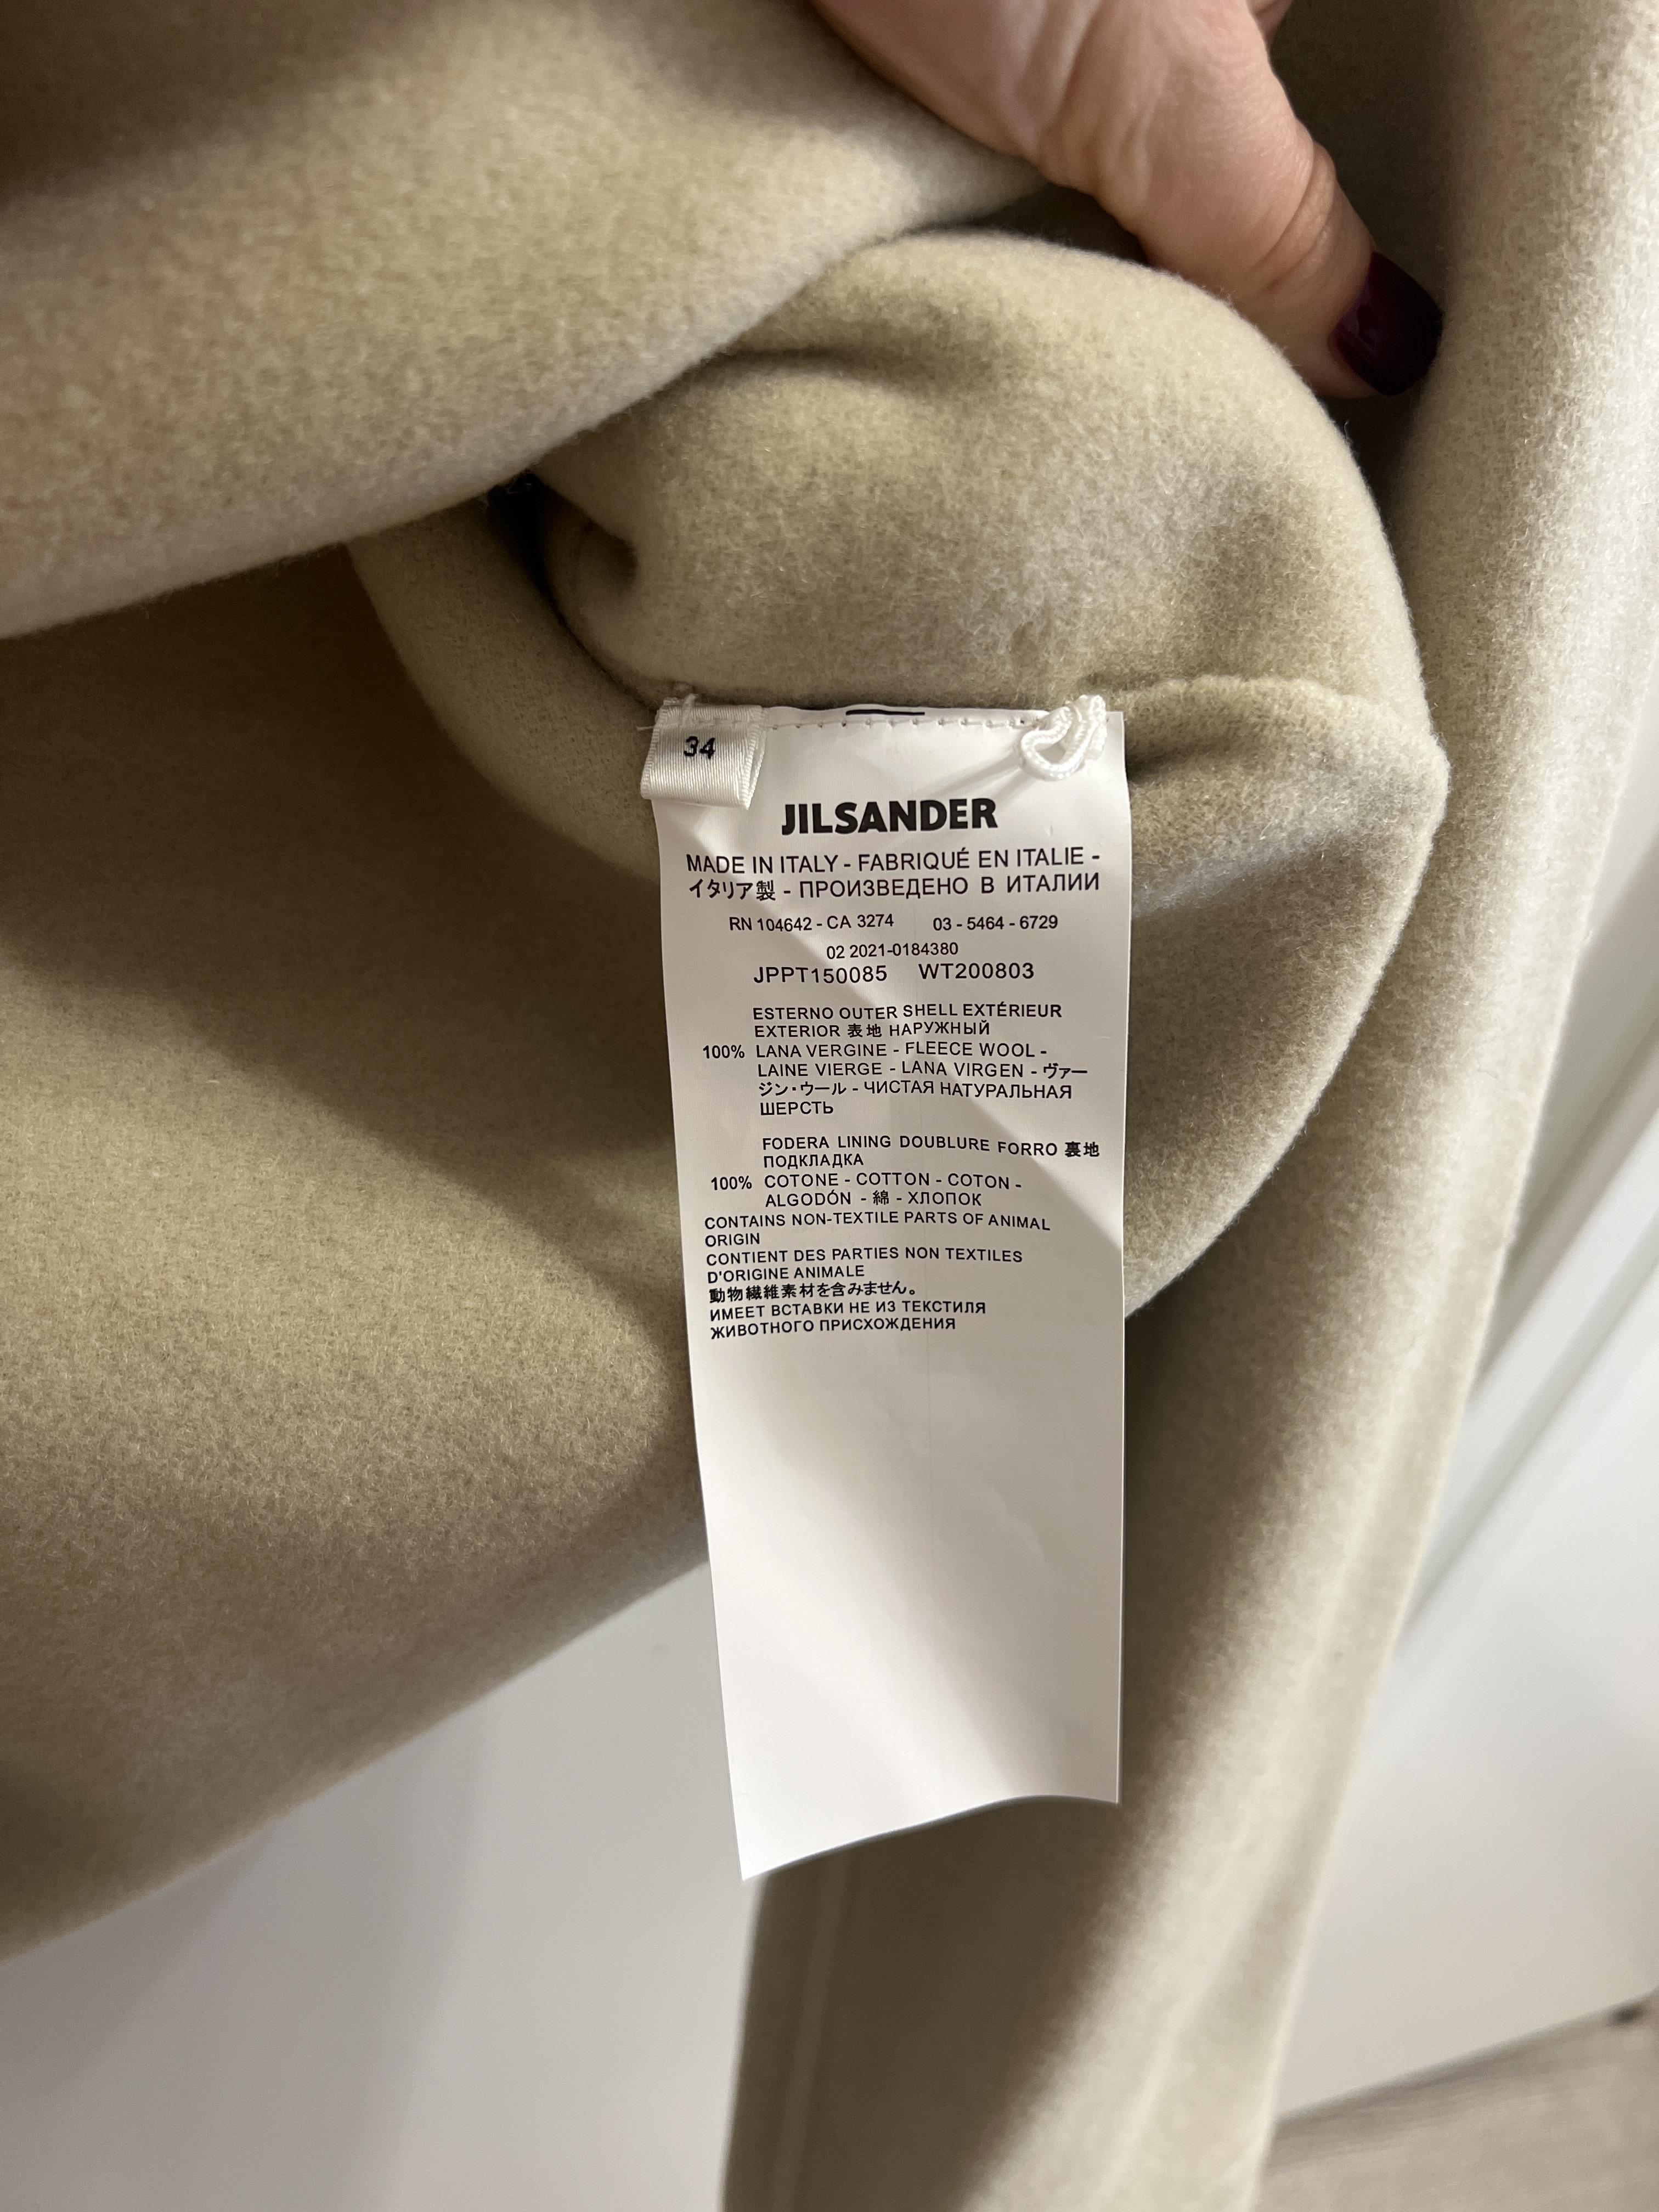 34
JILSANDER
MADE IN ITALY - FABRIQUÉ EN ITALIE -
イタリア製 - ПРОИЗВЕДЕНО В ИТАЛИИ
RN 104642 - CA 3274 03 - 5464 - 6729
02 2021-0184380
JPPT150085 WT200803
ESTERNO OUTER SHELL EXTÉRIEUR
EXTERIOR 表地 НАРУЖНЫЙ
100% LANA VERGINE - FLEECE WOOL -
LAINE VIERGE - LANA VIRGEN - ヴァー
ジン・ウール - ЧИСТАЯ НАТУРАЛЬНАЯ
ШЕРСТЬ
FODERA LINING DOUBLURE FORRO 裏地
ПОДКЛАДКА
100% COTONE - COTTON - COTON -
ALGODÓN - 綿 - ХЛОПОК
CONTAINS NON-TEXTILE PARTS OF ANIMAL
ORIGIN
CONTIENT DES PARTIES NON TEXTILES
D'ORIGINE ANIMALE
動物繊維素材を含みません。
ИМЕЕТ ВСТАВКИ НЕ ИЗ ТЕКСТИЛЯ
ЖИВОТНОГО ПРИСХОЖДЕНИЯ